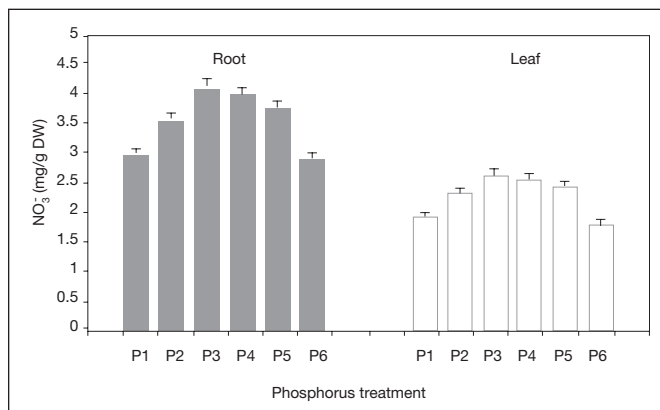 Root Leaf
5
4.5
4
3.5
3
2.5
2
1.5
1
0.5
0
NO₃⁻ (mg/g DW)
P1 P2 P3 P4 P5 P6 P1 P2 P3 P4 P5 P6
Phosphorus treatment